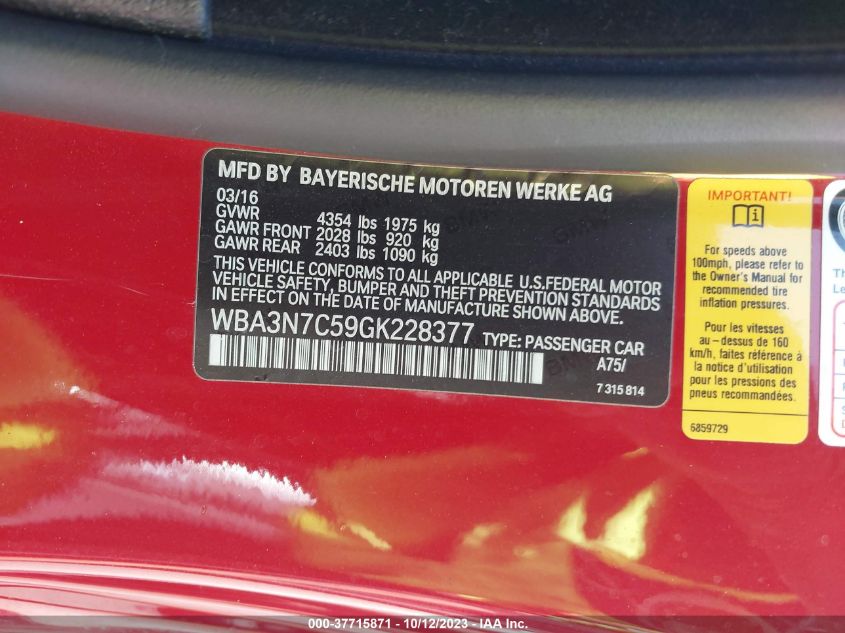 MFD BY BAYERISCHE MOTOREN WERKE AG
03/16
GVWR 4354 lbs 1975 kg
GAWR FRONT 2028 lbs 920 kg
GAWR REAR 2403 lbs 1090 kg
THIS VEHICLE CONFORMS TO ALL APPLICABLE U.S.FEDERAL MOTOR
VEHICLE SAFETY, BUMPER AND THEFT PREVENTION STANDARDS
IN EFFECT ON THE DATE OF MANUFACTURE SHOWN ABOVE.
WBA3N7C59GK228377 TYPE: PASSENGER CAR
A75/
7 315 814
IMPORTANT!
For speeds above
100mph, please refer to
the Owner's Manual for
recommended tire
inflation pressures.
Pour les vitesses
au-dessus de 160
km/h, faites référence à
la notice d'utilisation
pour les pressions des
pneus recommandées.
6859729
000-37715871 - 10/12/2023 - IAA Inc.